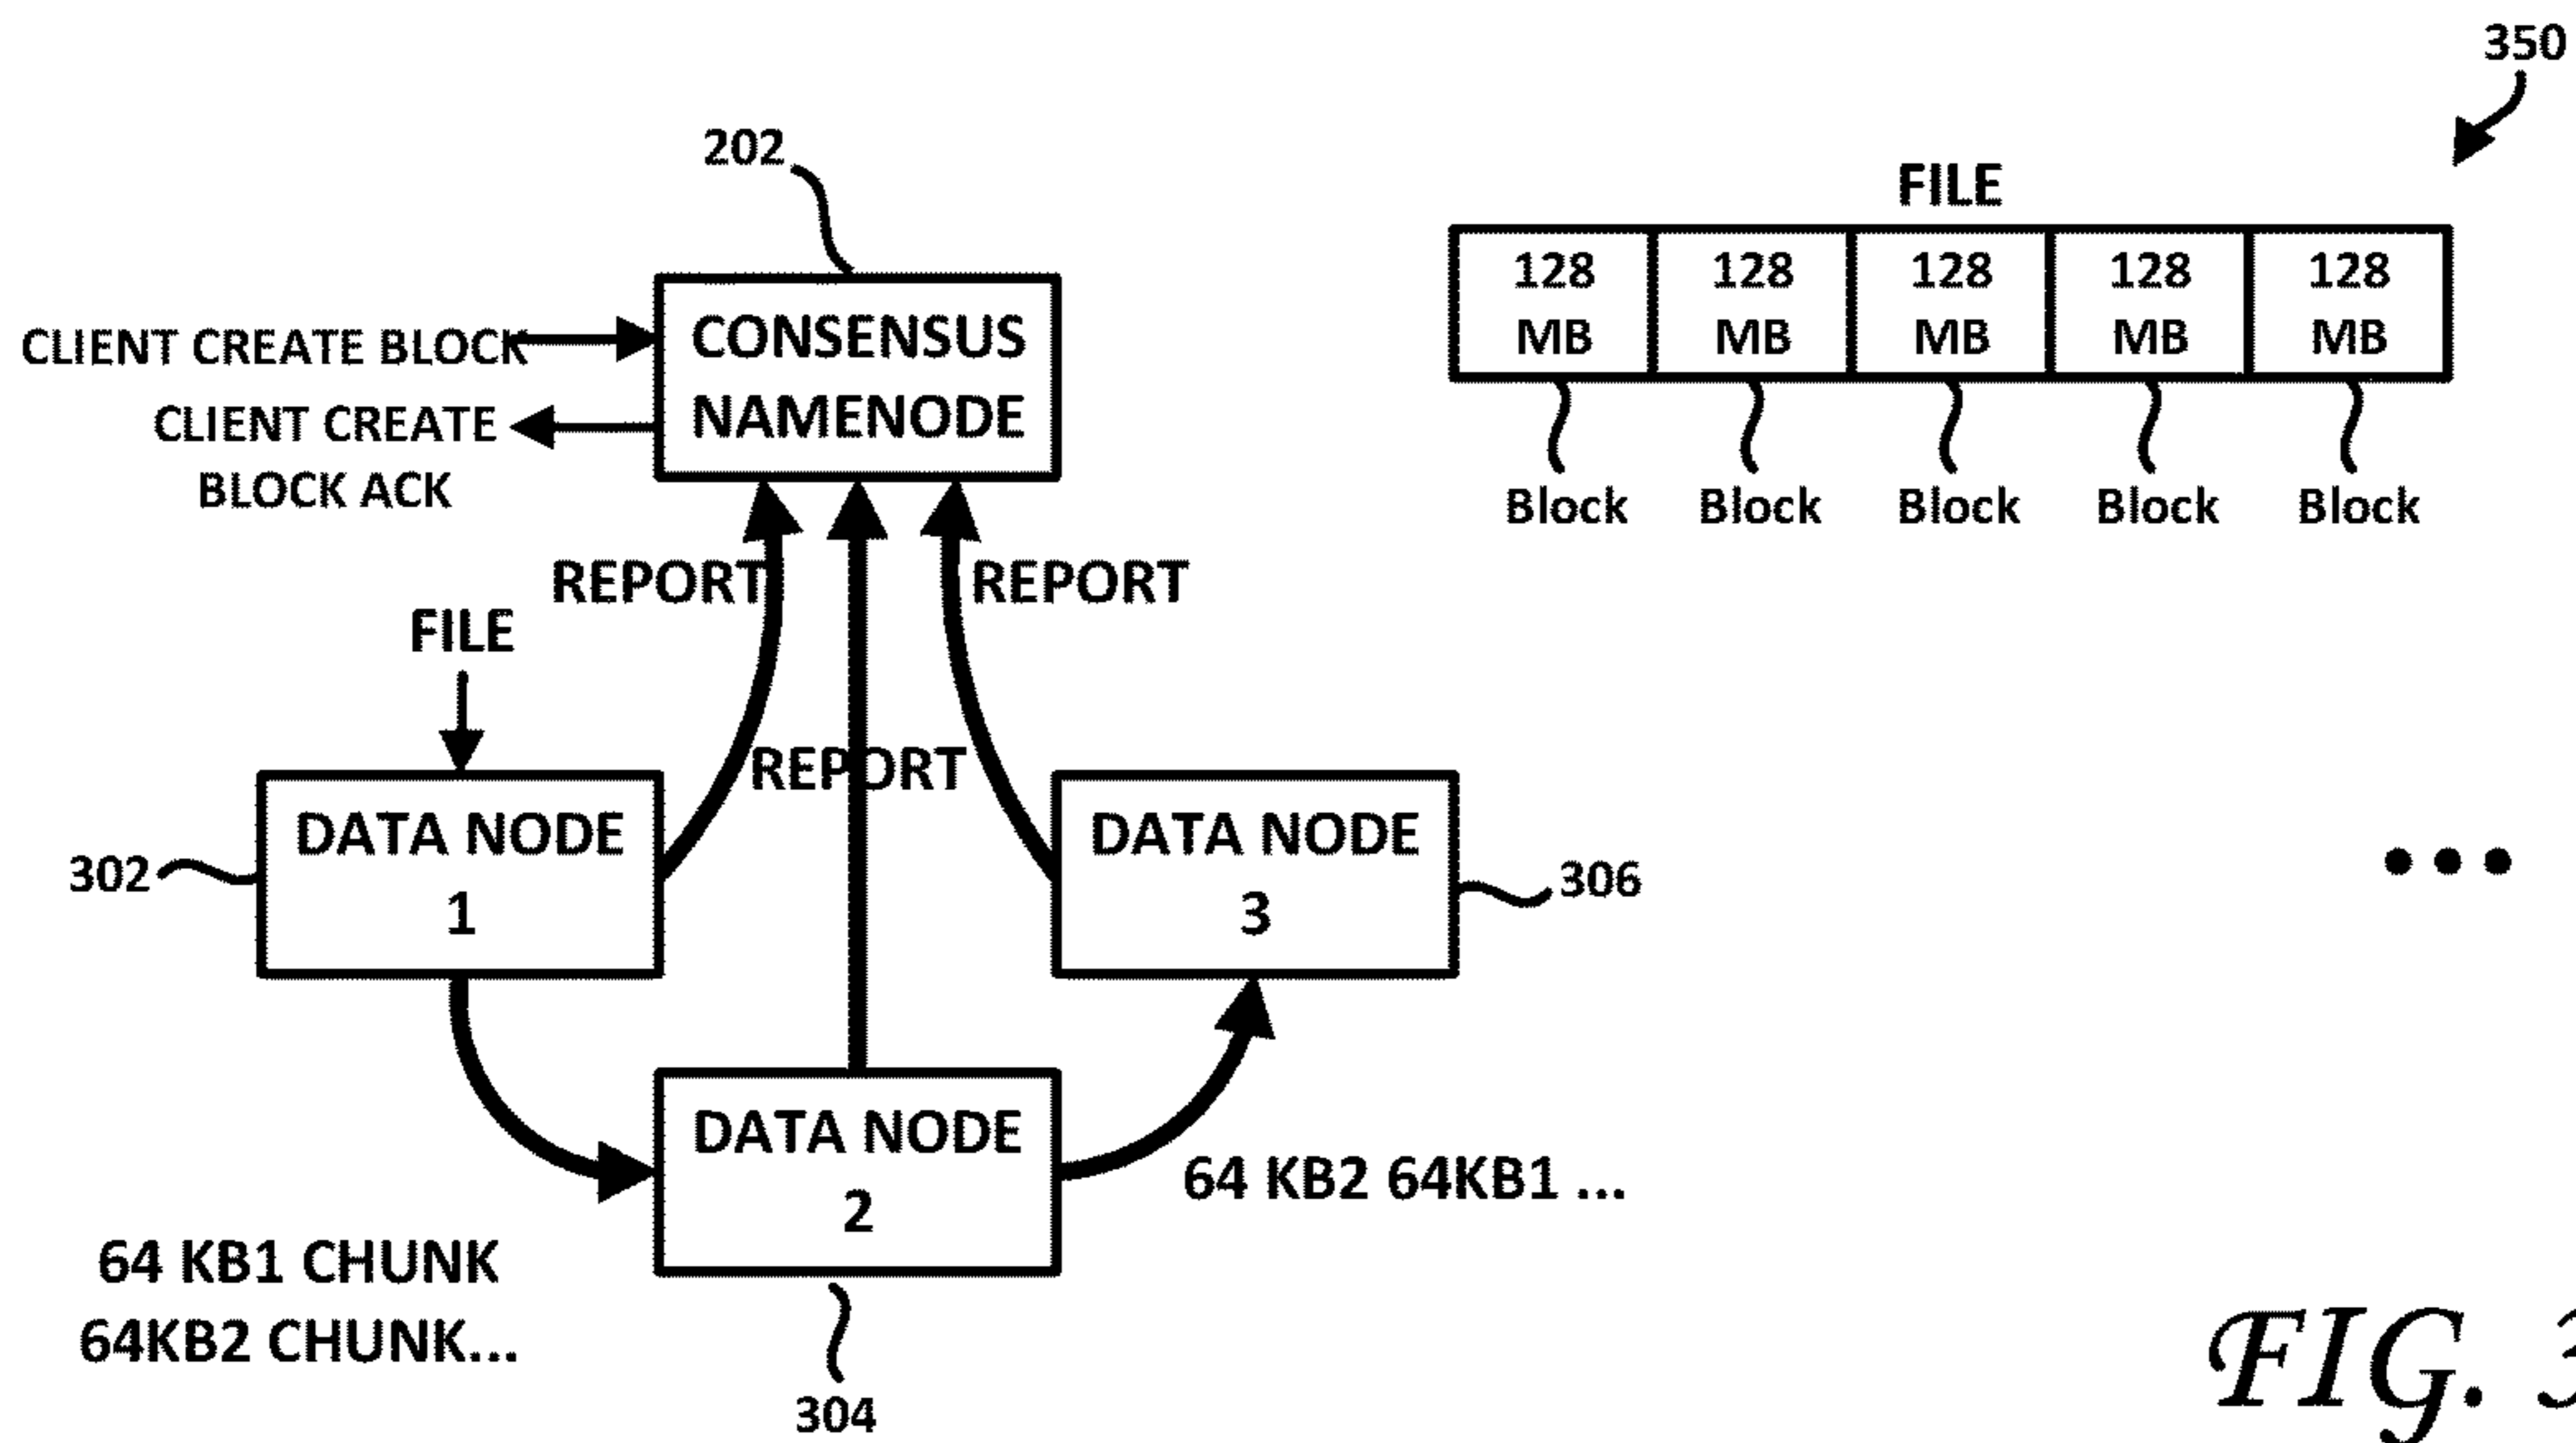 350
202
FILE
128 128 128 128 128
MB MB MB MB MB
Block Block Block Block Block
CLIENT CREATE BLOCK
CLIENT CREATE
BLOCK ACK
CONSENSUS
NAMENODE
REPORT
REPORT
FILE
REPORT
DATA NODE
1
302
DATA NODE
3
306
•••
DATA NODE
2
64 KB2 64KB1 ...
64 KB1 CHUNK
64KB2 CHUNK...
304
FIG. 3